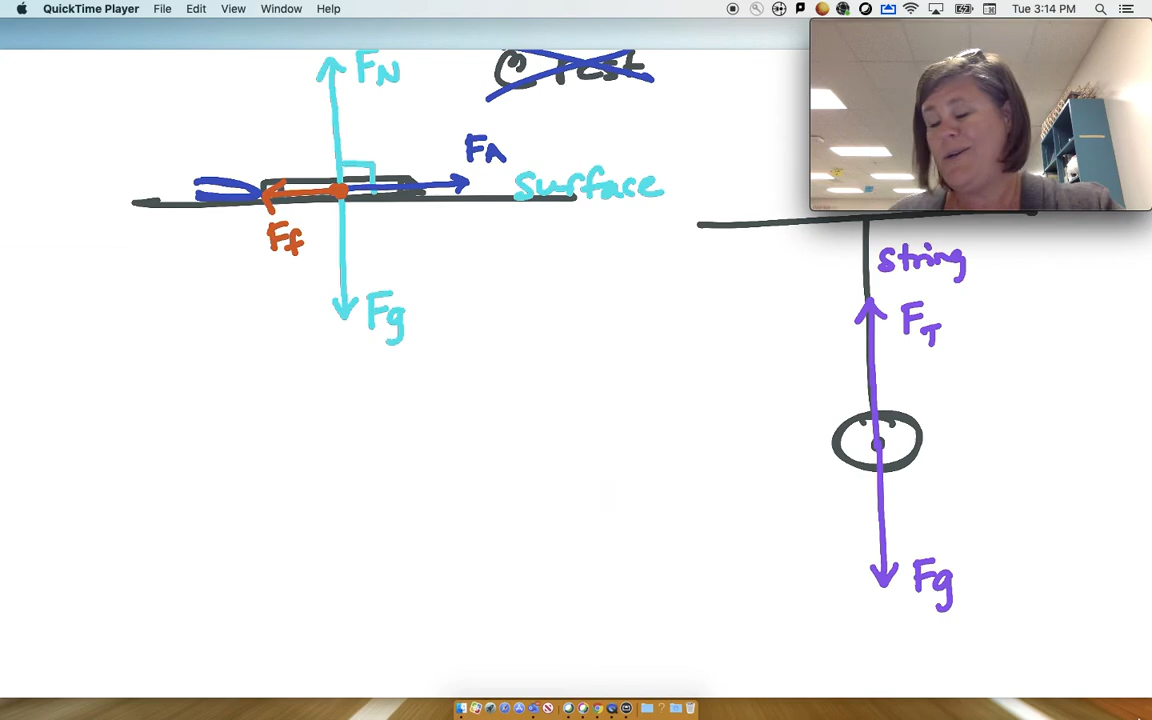 QuickTime Player File Edit View Window Help Tue 3:14 PM
FN
@ rest
FA
surface
Ff
Fg
string
FT
Fg